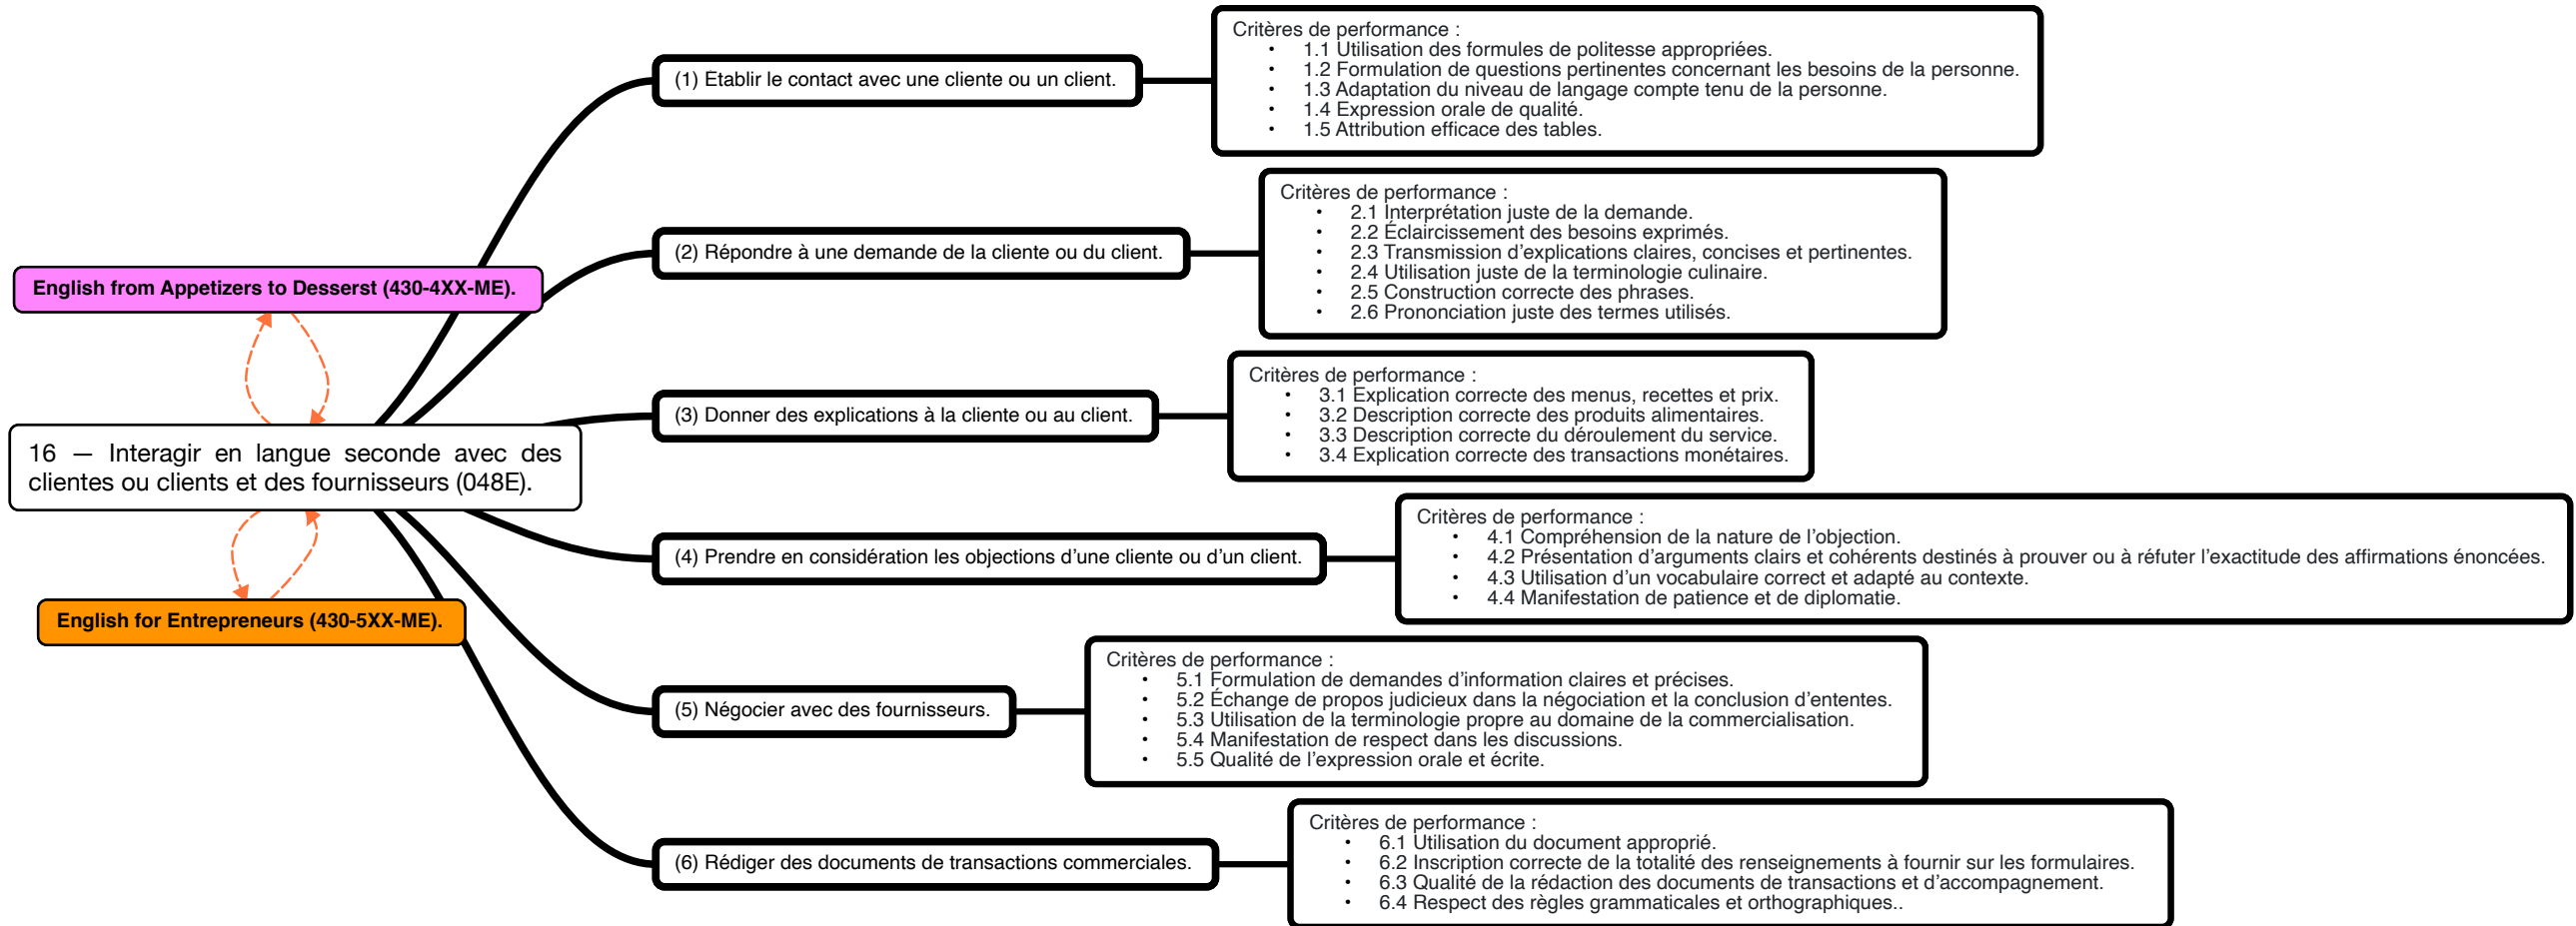 English from Appetizers to Desserst (430-4XX-ME).
16 — Interagir en langue seconde avec des
clientes ou clients et des fournisseurs (048E).
English for Entrepreneurs (430-5XX-ME).
(1) Etablir le contact avec une cliente ou un client.
Critères de performance :
• 1.1 Utilisation des formules de politesse appropriées.
• 1.2 Formulation de questions pertinentes concernant les besoins de la personne.
• 1.3 Adaptation du niveau de langage compte tenu de la personne.
• 1.4 Expression orale de qualité.
• 1.5 Attribution efficace des tables.
(2) Répondre à une demande de la cliente ou du client.
Critères de performance :
• 2.1 Interprétation juste de la demande.
• 2.2 Éclaircissement des besoins exprimés.
• 2.3 Transmission d’explications claires, concises et pertinentes.
• 2.4 Utilisation juste de la terminologie culinaire.
• 2.5 Construction correcte des phrases.
• 2.6 Prononciation juste des termes utilisés.
(3) Donner des explications à la cliente ou au client.
Critères de performance :
• 3.1 Explication correcte des menus, recettes et prix.
• 3.2 Description correcte des produits alimentaires.
• 3.3 Description correcte du déroulement du service.
• 3.4 Explication correcte des transactions monétaires.
(4) Prendre en considération les objections d’une cliente ou d’un client.
Critères de performance :
• 4.1 Compréhension de la nature de l’objection.
• 4.2 Présentation d’arguments clairs et cohérents destinés à prouver ou à réfuter l’exactitude des affirmations énoncées.
• 4.3 Utilisation d’un vocabulaire correct et adapté au contexte.
• 4.4 Manifestation de patience et de diplomatie.
(5) Négocier avec des fournisseurs.
Critères de performance :
• 5.1 Formulation de demandes d’information claires et précises.
• 5.2 Échange de propos judicieux dans la négociation et la conclusion d’ententes.
• 5.3 Utilisation de la terminologie propre au domaine de la commercialisation.
• 5.4 Manifestation de respect dans les discussions.
• 5.5 Qualité de l’expression orale et écrite.
(6) Rédiger des documents de transactions commerciales.
Critères de performance :
• 6.1 Utilisation du document approprié.
• 6.2 Inscription correcte de la totalité des renseignements à fournir sur les formulaires.
• 6.3 Qualité de la rédaction des documents de transactions et d’accompagnement.
• 6.4 Respect des règles grammaticales et orthographiques..